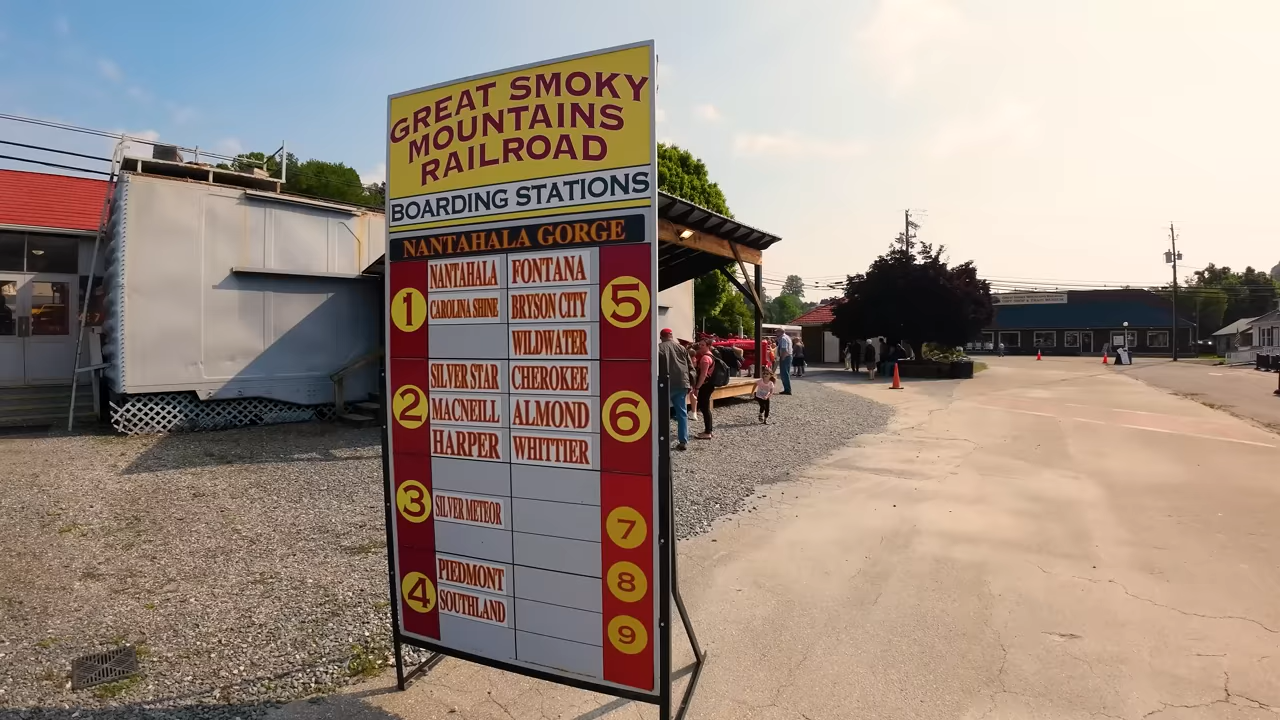 GREAT SMOKY
MOUNTAINS
RAILROAD
BOARDING STATIONS
NANTAHALA GORGE
1
NANTAHALA
CAROLINA SHINE
2
SILVER STAR
MACNEILL
HARPER
3
SILVER METEOR
4
PIEDMONT
SOUTHLAND
FONTANA
BRYSON CITY
WILDWATER
5
CHEROKEE
ALMOND
WHITTIER
6
7
8
9